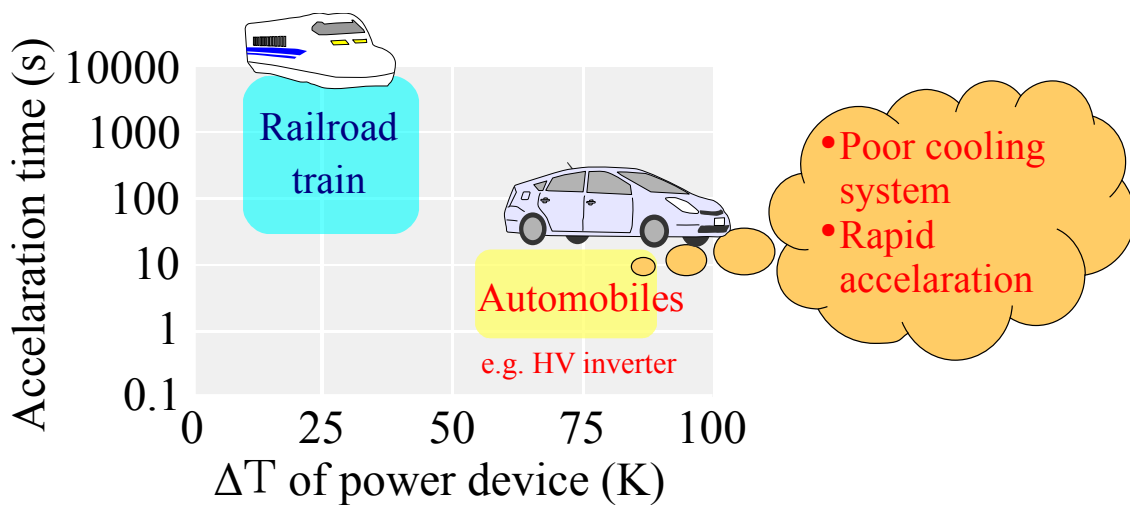 Accelaration time (s)
10000
1000
100
10
1
0.1
Railroad
train
Automobiles
e.g. HV inverter
•Poor cooling
system
•Rapid
accelaration
0 25 50 75 100
ΔT of power device (K)